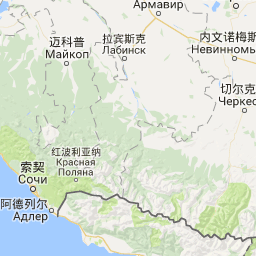 Армавир
迈科普
Майкоп
拉宾斯克
Лабинск
内文诺梅斯
Невинном
切尔克
Черкес
红波利亚纳
Красная
Поляна
索契
Сочи
阿德列尔
Адлер